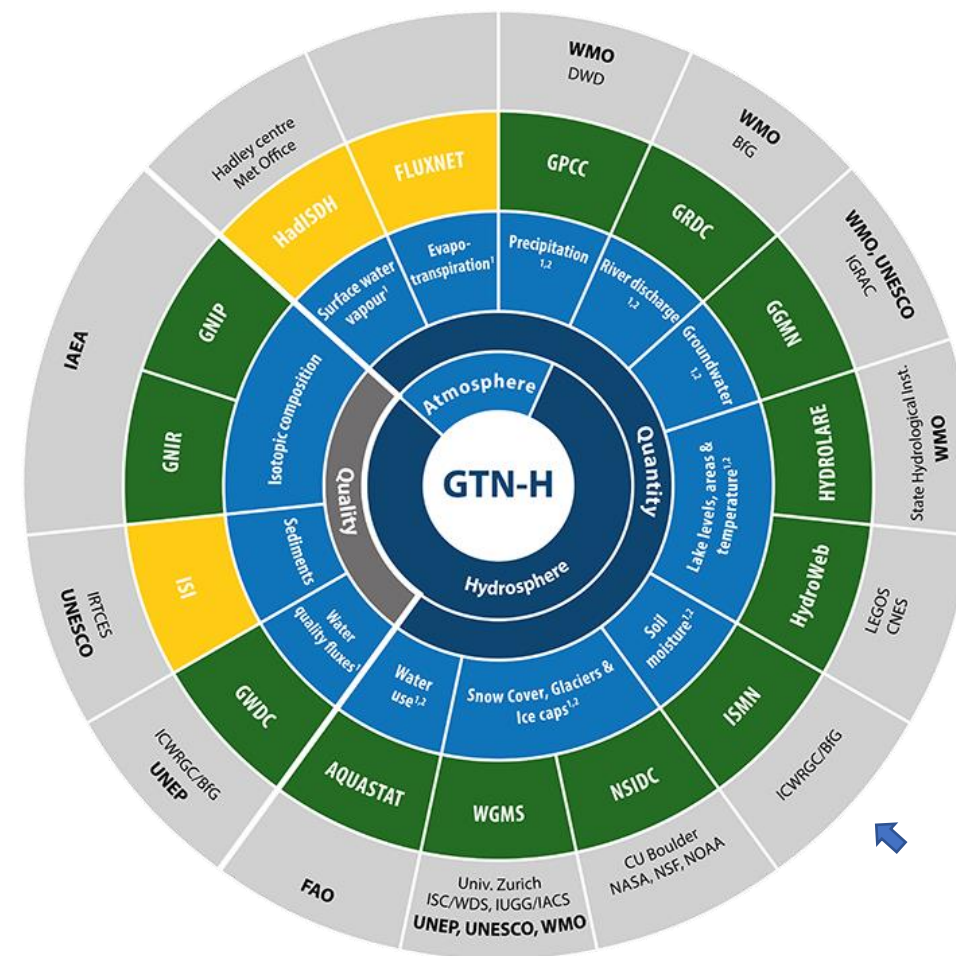 GTN-H
Atmosphere
Hydrosphere
Quantity
Quality
Precipitation
1,2
River discharge
1,2
Groundwater
1,2
Lake levels, areas &
temperature1,2
Soil
moisture1,2
Snow Cover, Glaciers &
Ice caps1,2
Water
use1,2
Water
quality fluxes1
Sediments
Isotopic composition
Surface water
vapour1
Evapo-
transpiration1
GPCC
GRDC
GGMN
HYDROLARE
HydroWeb
ISMN
NSIDC
WGMS
AQUASTAT
GWDC
ISI
GNIR
GNIP
HadISDH
FLUXNET
WMO
DWD
WMO
BfG
WMO, UNESCO
IGRAC
WMO
State Hydrological Inst.
LEGOS
CNES
ICWRGC/BfG
CU Boulder
NASA, NSF, NOAA
Univ. Zurich
ISC/WDS, IUGG/IACS
UNEP, UNESCO, WMO
FAO
ICWRGC/BfG
UNEP
IRTCES
UNESCO
IAEA
Hadley centre
Met Office